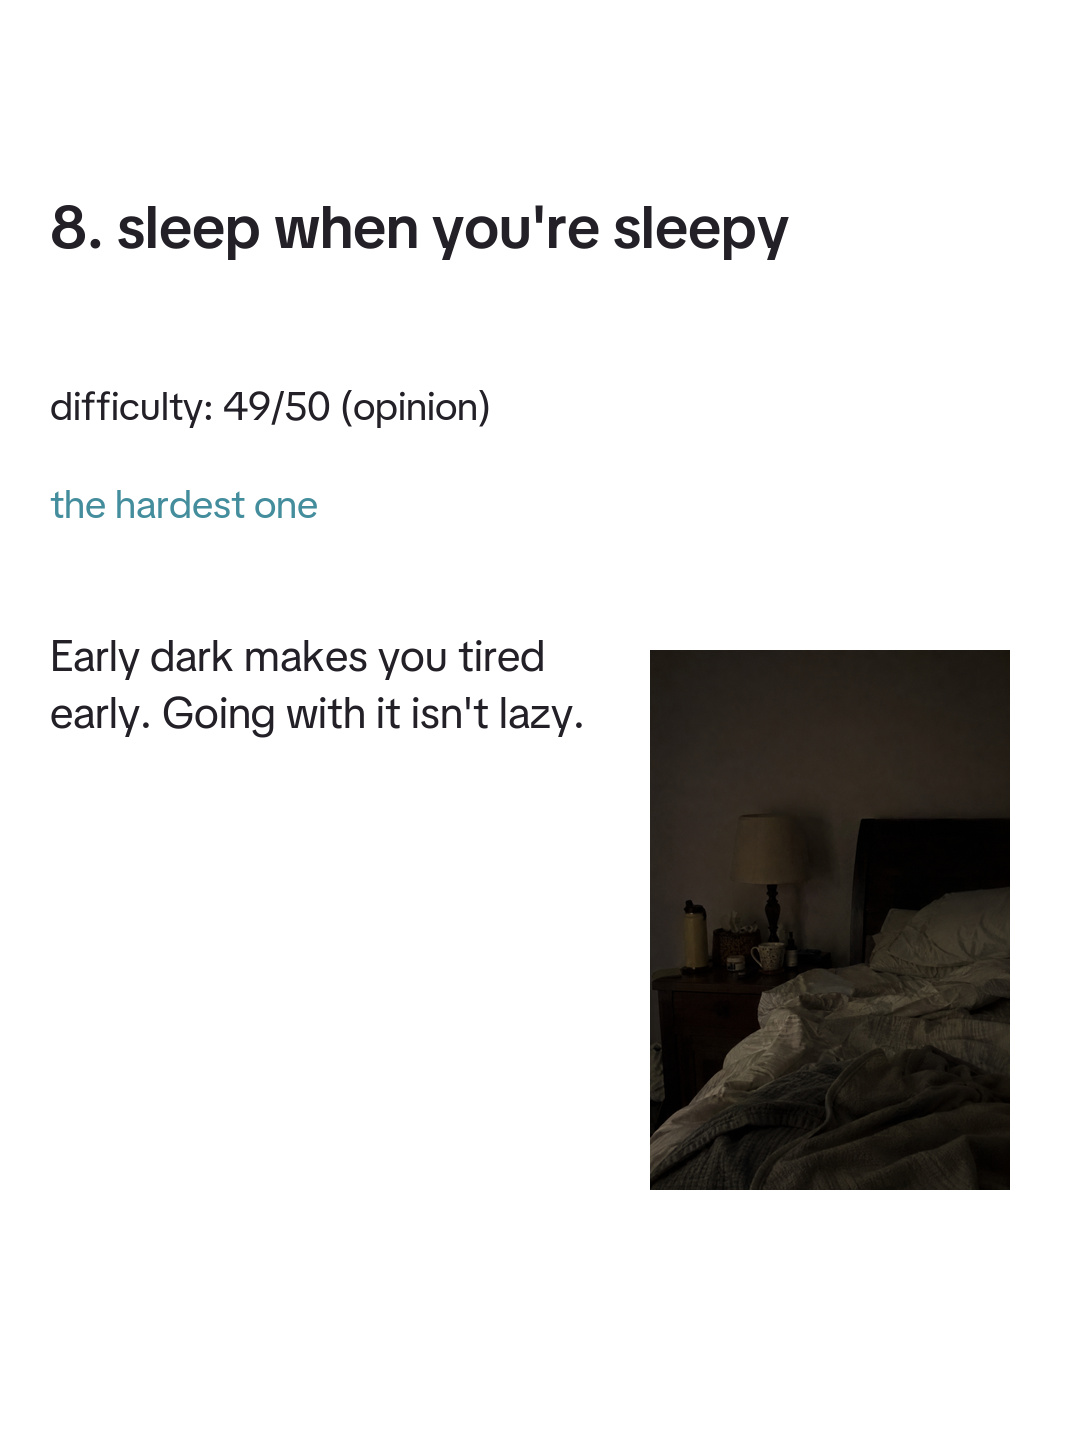 8. sleep when you're sleepy
difficulty: 49/50 (opinion)
the hardest one
Early dark makes you tired
early. Going with it isn't lazy.